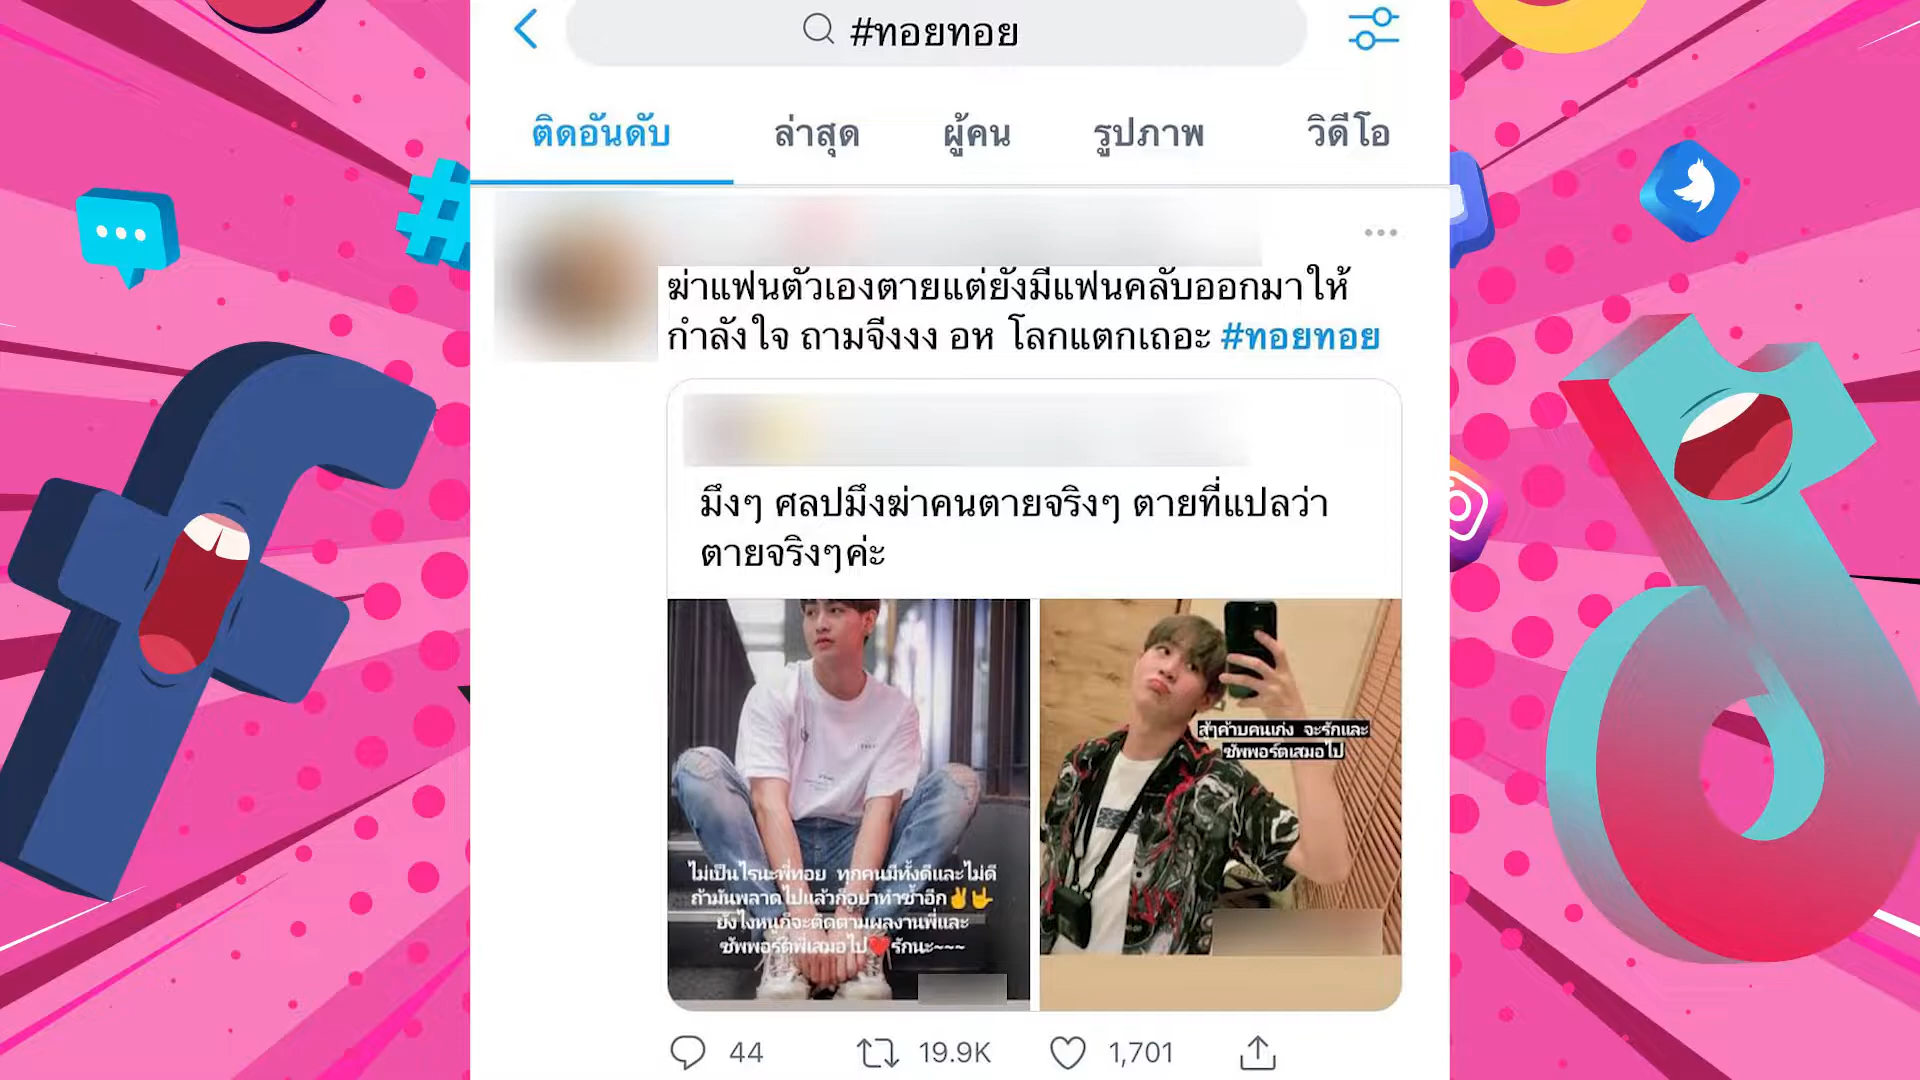 #ทอยทอย
ติดอันดับ ล่าสุด ผู้คน รูปภาพ วิดีโอ
ฆ่าแฟนตัวเองตายแต่ยังมีแฟนคลับออกมาให้
กำลังใจ ถามจีงงง อห โลกแตกเถอะ #ทอยทอย
มึงๆ ศลปมึงฆ่าคนตายจริงๆ ตายที่แปลว่า
ตายจริงๆค่ะ
สู้ๆค้าบคนเก่ง จะรักและ
ซัพพอร์ตเสมอไป
ไม่เป็นไรนะพี่ทอย ทุกคนมีทั้งดีและไม่ดี
ถ้ามันพลาดไปแล้วก็อย่าทำซ้ำอีก✌️🤟
ยังไงหนูก็จะติดตามผลงานพี่และ
ซัพพอร์ตพี่เสมอไป❤️รักนะ~~~
44 19.9K 1,701